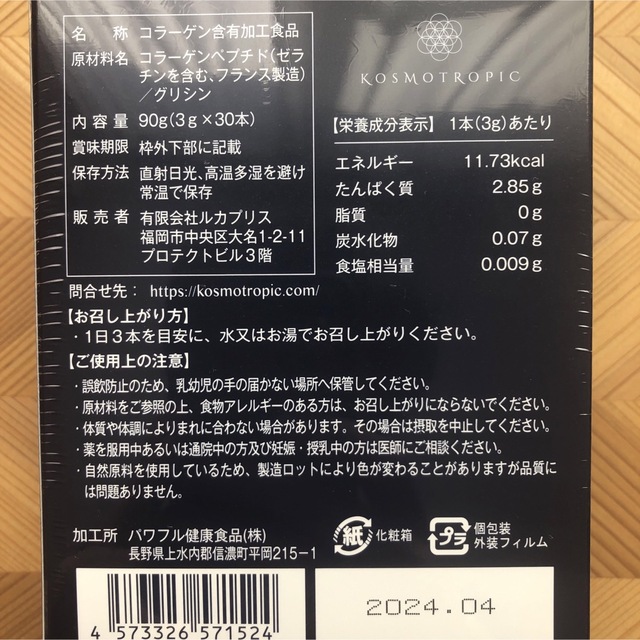 名称 コラーゲン含有加工食品
原材料名 コラーゲンペプチド(ゼラ
チンを含む、フランス製造)
/グリシン
内容量 90g(3g×30本)
賞味期限 枠外下部に記載
保存方法 直射日光、高温多湿を避け
常温で保存
販売者 有限会社ルカブリス
福岡市中央区大名1-2-11
プロテクトビル3階
KOSMOTROPIC
【栄養成分表示】 1本(3g)あたり
エネルギー 11.73kcal
たんぱく質 2.85g
脂質 0g
炭水化物 0.07g
食塩相当量 0.009g
問合せ先: https://kosmotropic.com/
【お召し上がり方】
・1日3本を目安に、水又はお湯でお召し上がりください。
【ご使用上の注意】
・誤飲防止のため、乳幼児の手の届かない場所へ保管してください。
・原材料をご参照の上、食物アレルギーのある方は、お召し上がりにならないでください。
・体質や体調によりまれに合わない場合があります。その場合は摂取を中止してください。
・薬を服用中あるいは通院中の方及び妊娠・授乳中の方は医師にご相談ください。
・自然原料を使用しているため、製造ロットにより色が変わることがありますが品質に
は問題ありません。
加工所 パワフル健康食品(株)
長野県上水内郡信濃町平岡215-1
紙 化粧箱
プラ 個包装
外装フィルム
4 573326 571524
2024.04